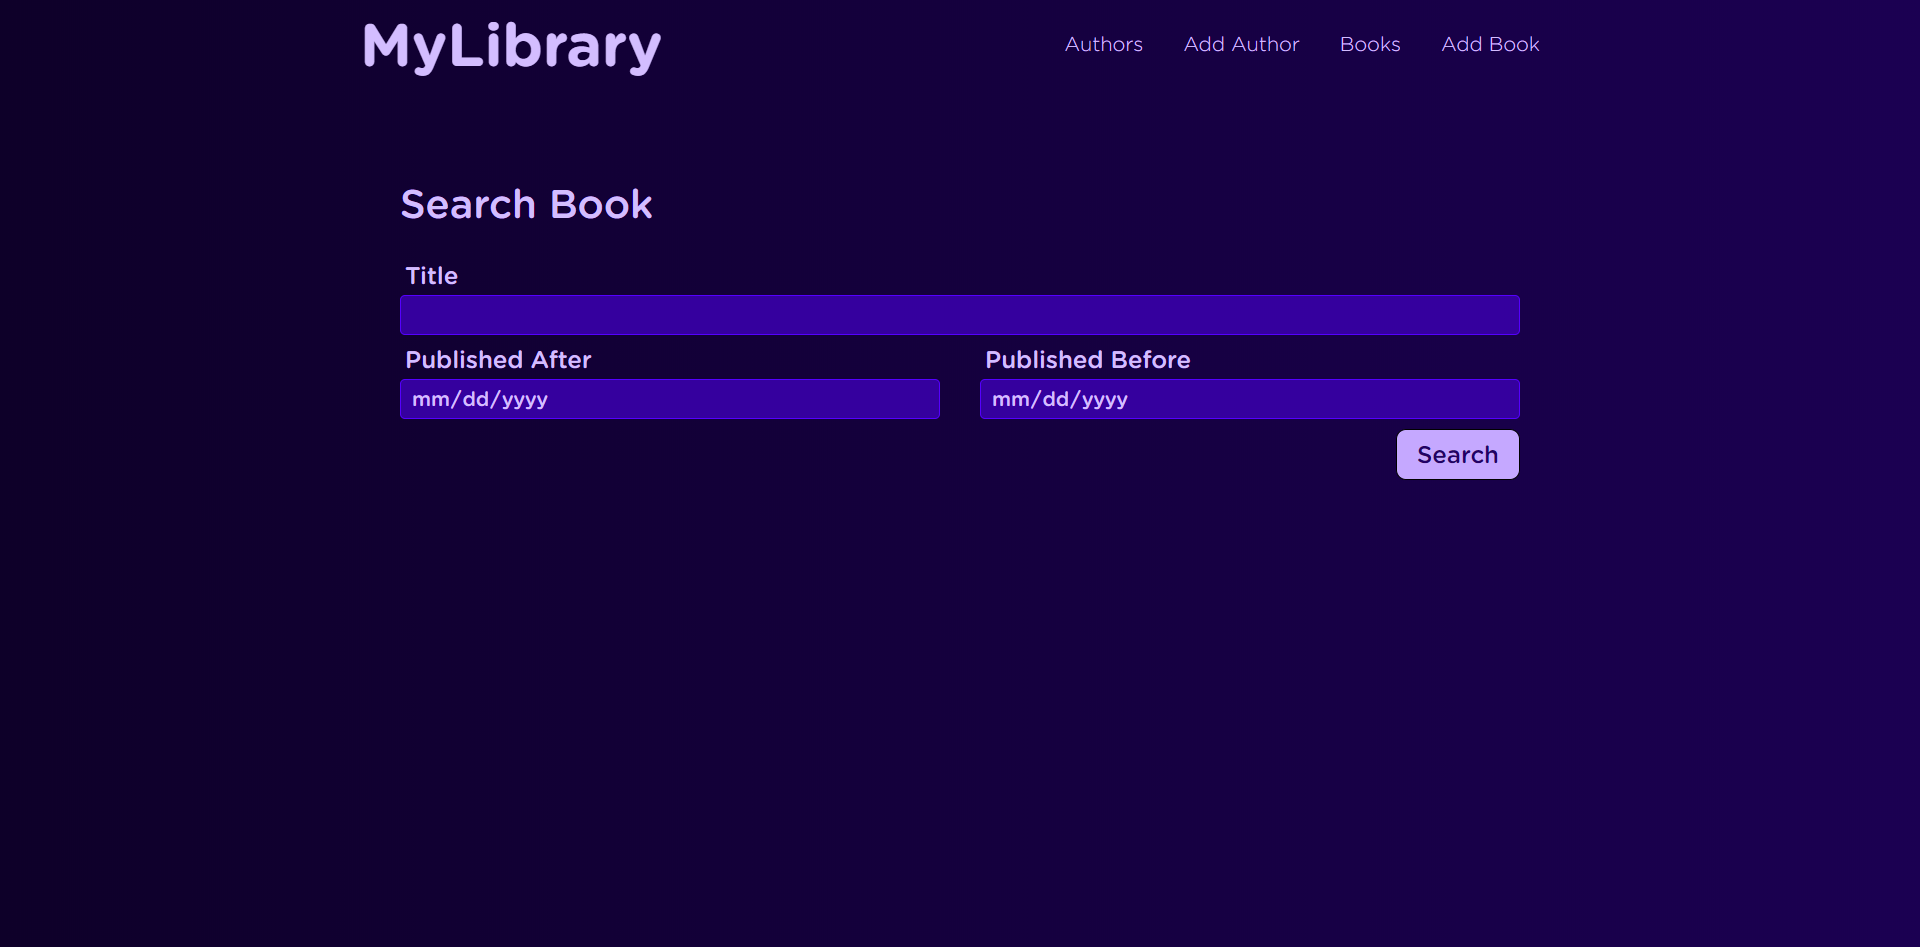 MyLibrary
Authors Add Author Books Add Book
Search Book
Title
Published After Published Before
mm/dd/yyyy mm/dd/yyyy
Search